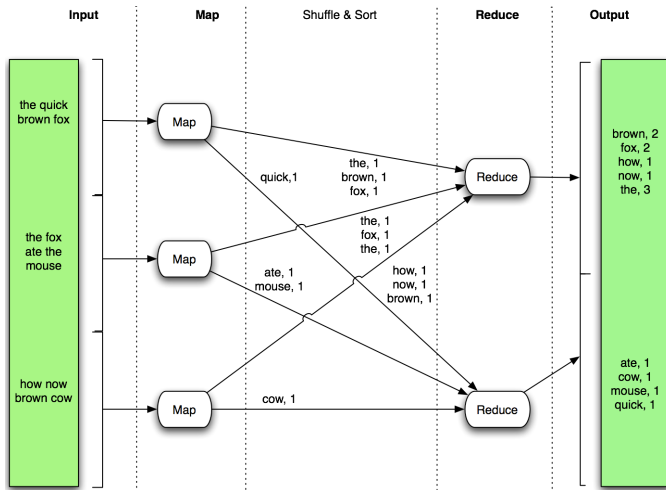 Input
Map
Shuffle & Sort
Reduce
Output
the quick
brown fox
the fox
ate the
mouse
how now
brown cow
Map
Map
Map
quick,1
the, 1
brown, 1
fox, 1
the, 1
fox, 1
the, 1
ate, 1
mouse, 1
how, 1
now, 1
brown, 1
cow, 1
Reduce
Reduce
brown, 2
fox, 2
how, 1
now, 1
the, 3
ate, 1
cow, 1
mouse, 1
quick, 1